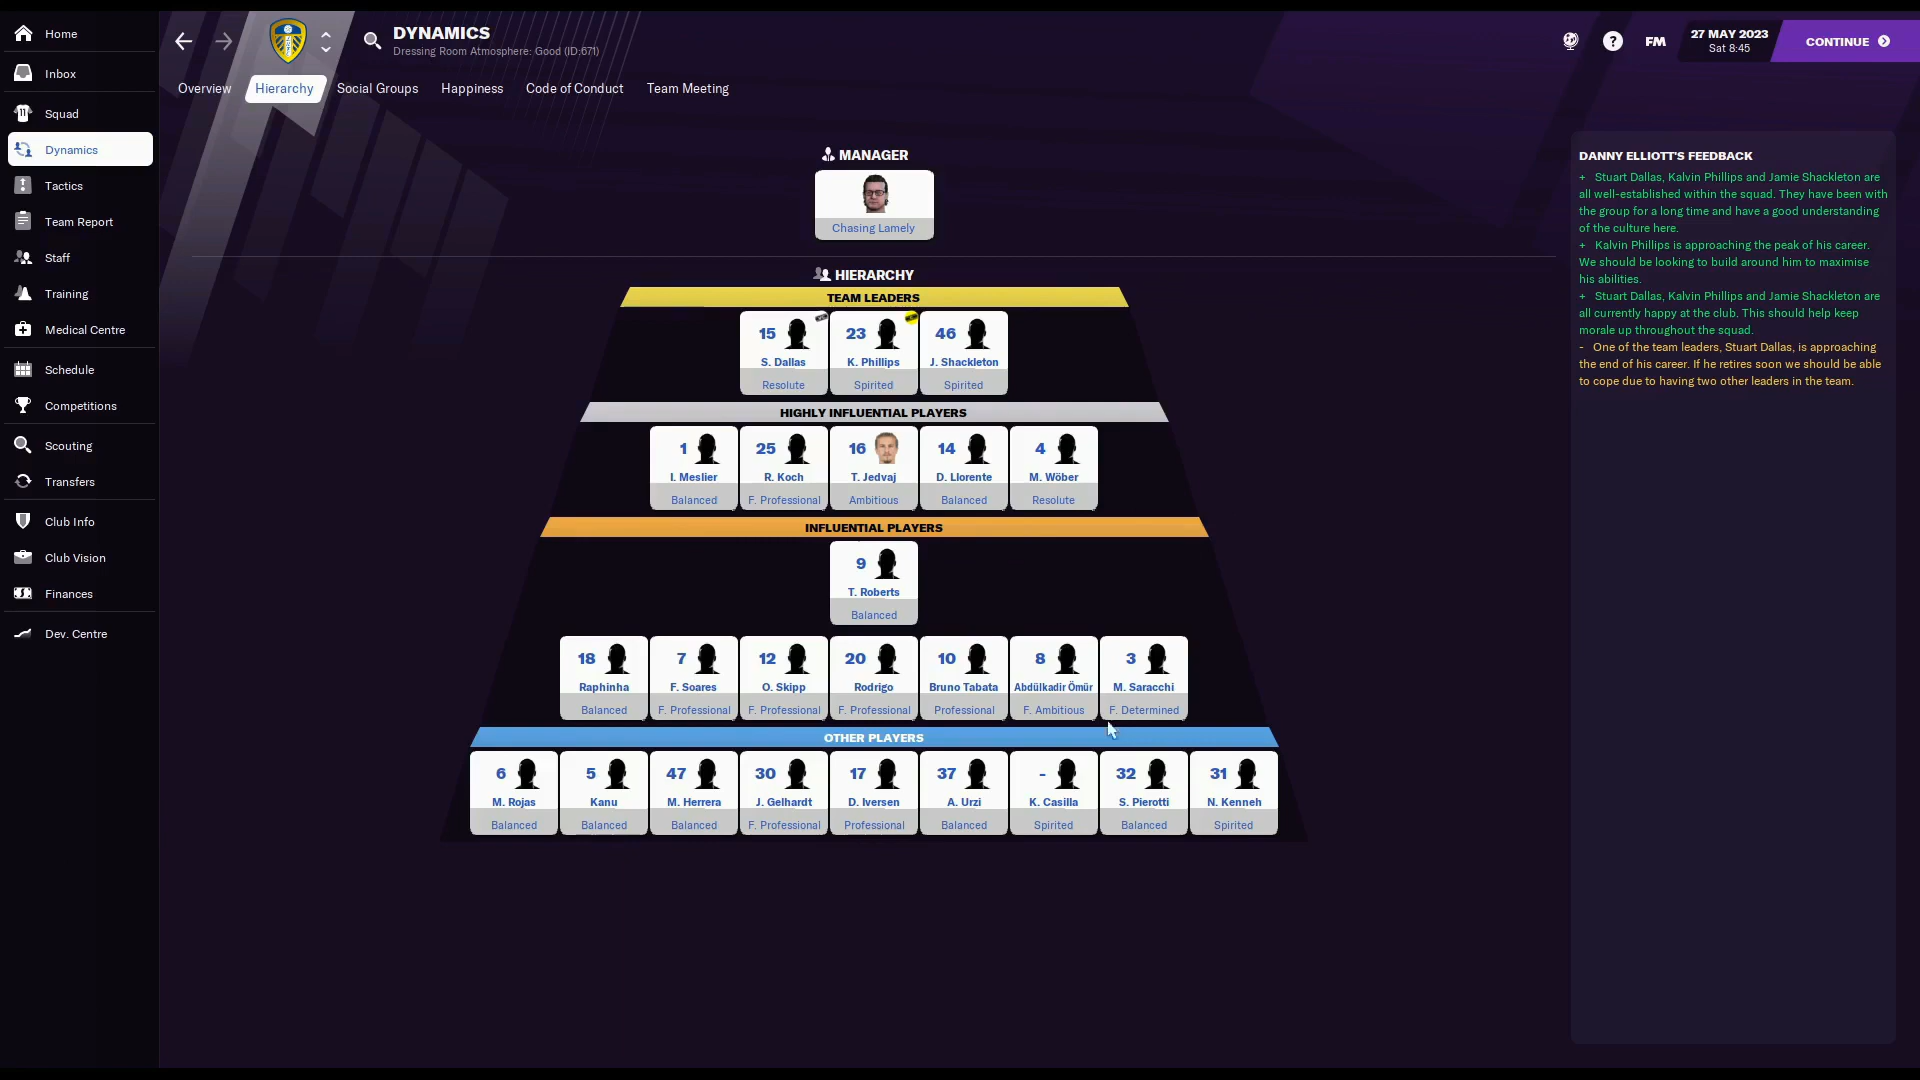 Home
Inbox
Squad
Dynamics
Tactics
Team Report
Staff
Training
Medical Centre
Schedule
Competitions
Scouting
Transfers
Club Info
Club Vision
Finances
Dev. Centre
DYNAMICS
Dressing Room Atmosphere: Good (ID:671)
? FM
27 MAY 2023
Sat 8:45
CONTINUE
Overview Hierarchy Social Groups Happiness Code of Conduct Team Meeting
MANAGER
Chasing Lamely
HIERARCHY
TEAM LEADERS
15 23 46
S. Dallas K. Phillips J. Shackleton
Resolute Spirited Spirited
HIGHLY INFLUENTIAL PLAYERS
1 25 16 14 4
I. Meslier R. Koch T. Jedvaj D. Llorente M. Wöber
Balanced F. Professional Ambitious Balanced Resolute
INFLUENTIAL PLAYERS
9
T. Roberts
Balanced
18 7 12 20 10 8 3
Raphinha F. Soares O. Skipp Rodrigo Bruno Tabata Abdülkadir Ömür M. Saracchi
Balanced F. Professional F. Professional F. Professional Professional F. Ambitious F. Determined
OTHER PLAYERS
6 5 47 30 17 37 - 32 31
M. Rojas Kanu M. Herrera J. Gelhardt D. Iversen A. Urzi K. Casilla S. Pierotti N. Kenneh
Balanced Balanced Balanced F. Professional Professional Balanced Spirited Balanced Spirited
DANNY ELLIOTT'S FEEDBACK
+ Stuart Dallas, Kalvin Phillips and Jamie Shackleton are
all well-established within the squad. They have been with
the group for a long time and have a good understanding
of the culture here.
+ Kalvin Phillips is approaching the peak of his career.
We should be looking to build around him to maximise
his abilities.
+ Stuart Dallas, Kalvin Phillips and Jamie Shackleton are
all currently happy at the club. This should help keep
morale up throughout the squad.
- One of the team leaders, Stuart Dallas, is approaching
the end of his career. If he retires soon we should be able
to cope due to having two other leaders in the team.